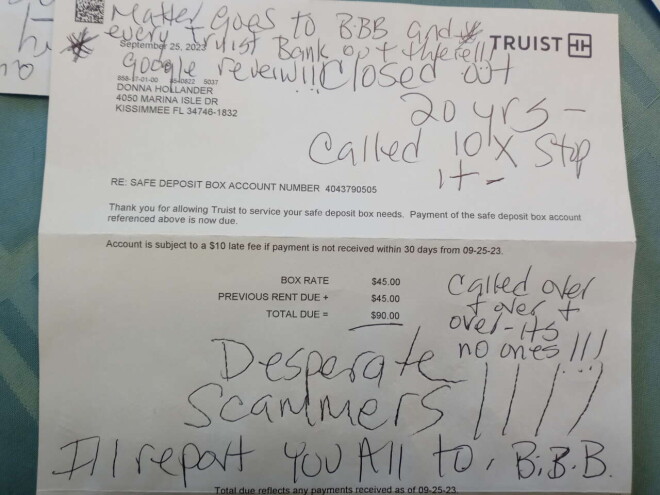 Matter goes to B.B.B and
every Truist Bank out there!!!
September 25, 2023
TRUIST
Google reveiw!!! Closed out
DONNA HOLLANDER
4050 MARINA ISLE DR
KISSIMMEE FL 34746-1832
20 yrs -
Called 10 X Stop
it -
RE: SAFE DEPOSIT BOX ACCOUNT NUMBER 4043790505
Thank you for allowing Truist to service your safe deposit box needs. Payment of the safe deposit box account
referenced above is now due.
Account is subject to a $10 late fee if payment is not received within 30 days from 09-25-23.
BOX RATE $45.00
PREVIOUS RENT DUE + $45.00
TOTAL DUE = $90.00
Called over
+ over +
over - its
no ones !!!
Desperate
Scammers !!!!
I'll report You All to, B.B.B.
Total due reflects any payments received as of 09-25-23.